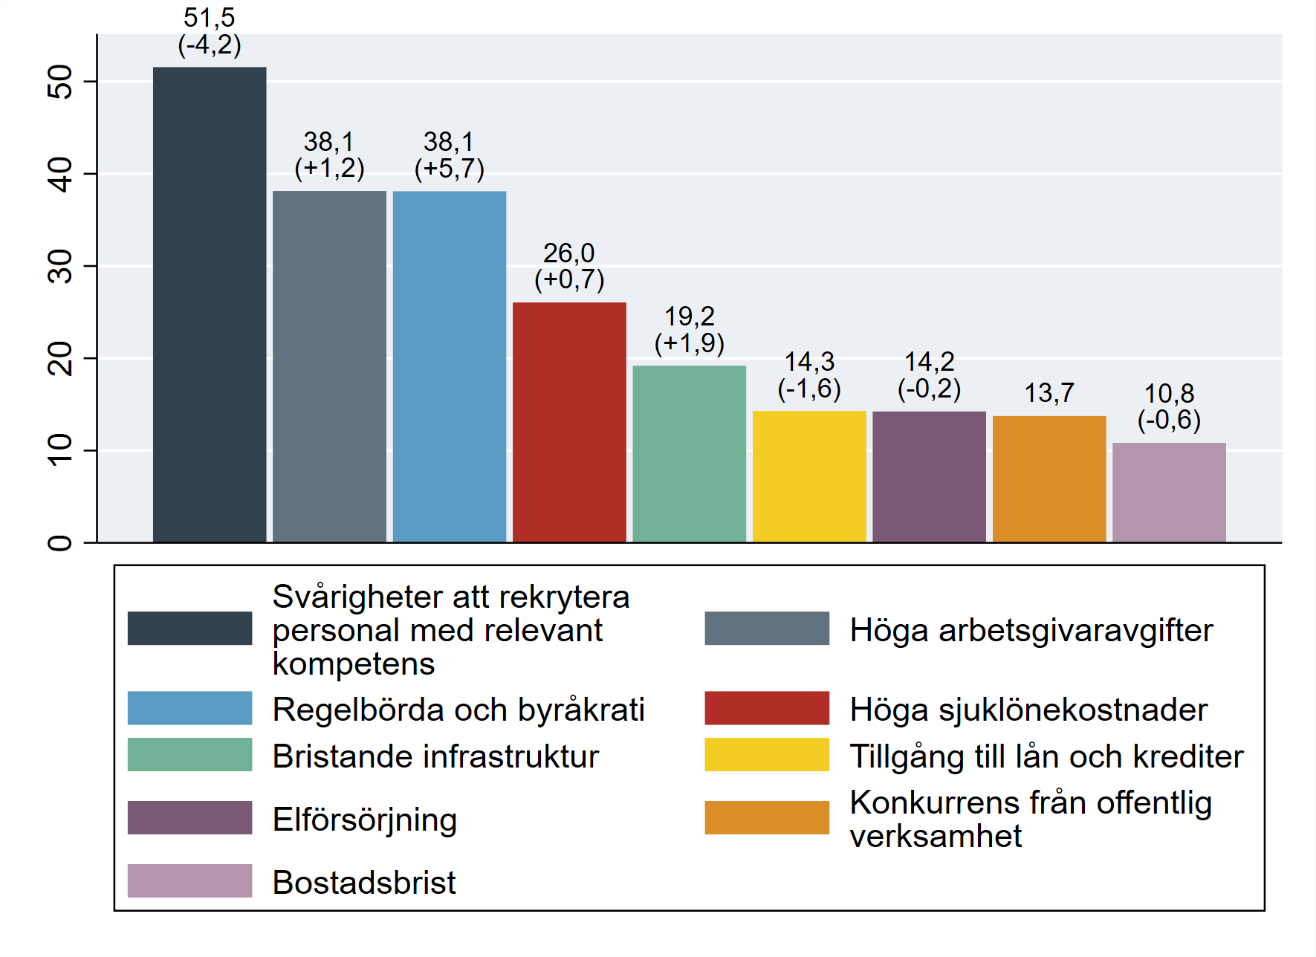 51,5
(-4,2)
38,1
(+1,2)
38,1
(+5,7)
26,0
(+0,7)
19,2
(+1,9)
14,3
(-1,6)
14,2
(-0,2)
13,7
10,8
(-0,6)
50
40
30
20
10
0
Svårigheter att rekrytera
personal med relevant
kompetens
Höga arbetsgivaravgifter
Regelbörda och byråkrati
Höga sjuklönekostnader
Bristande infrastruktur
Tillgång till lån och krediter
Elförsörjning
Konkurrens från offentlig
verksamhet
Bostadsbrist